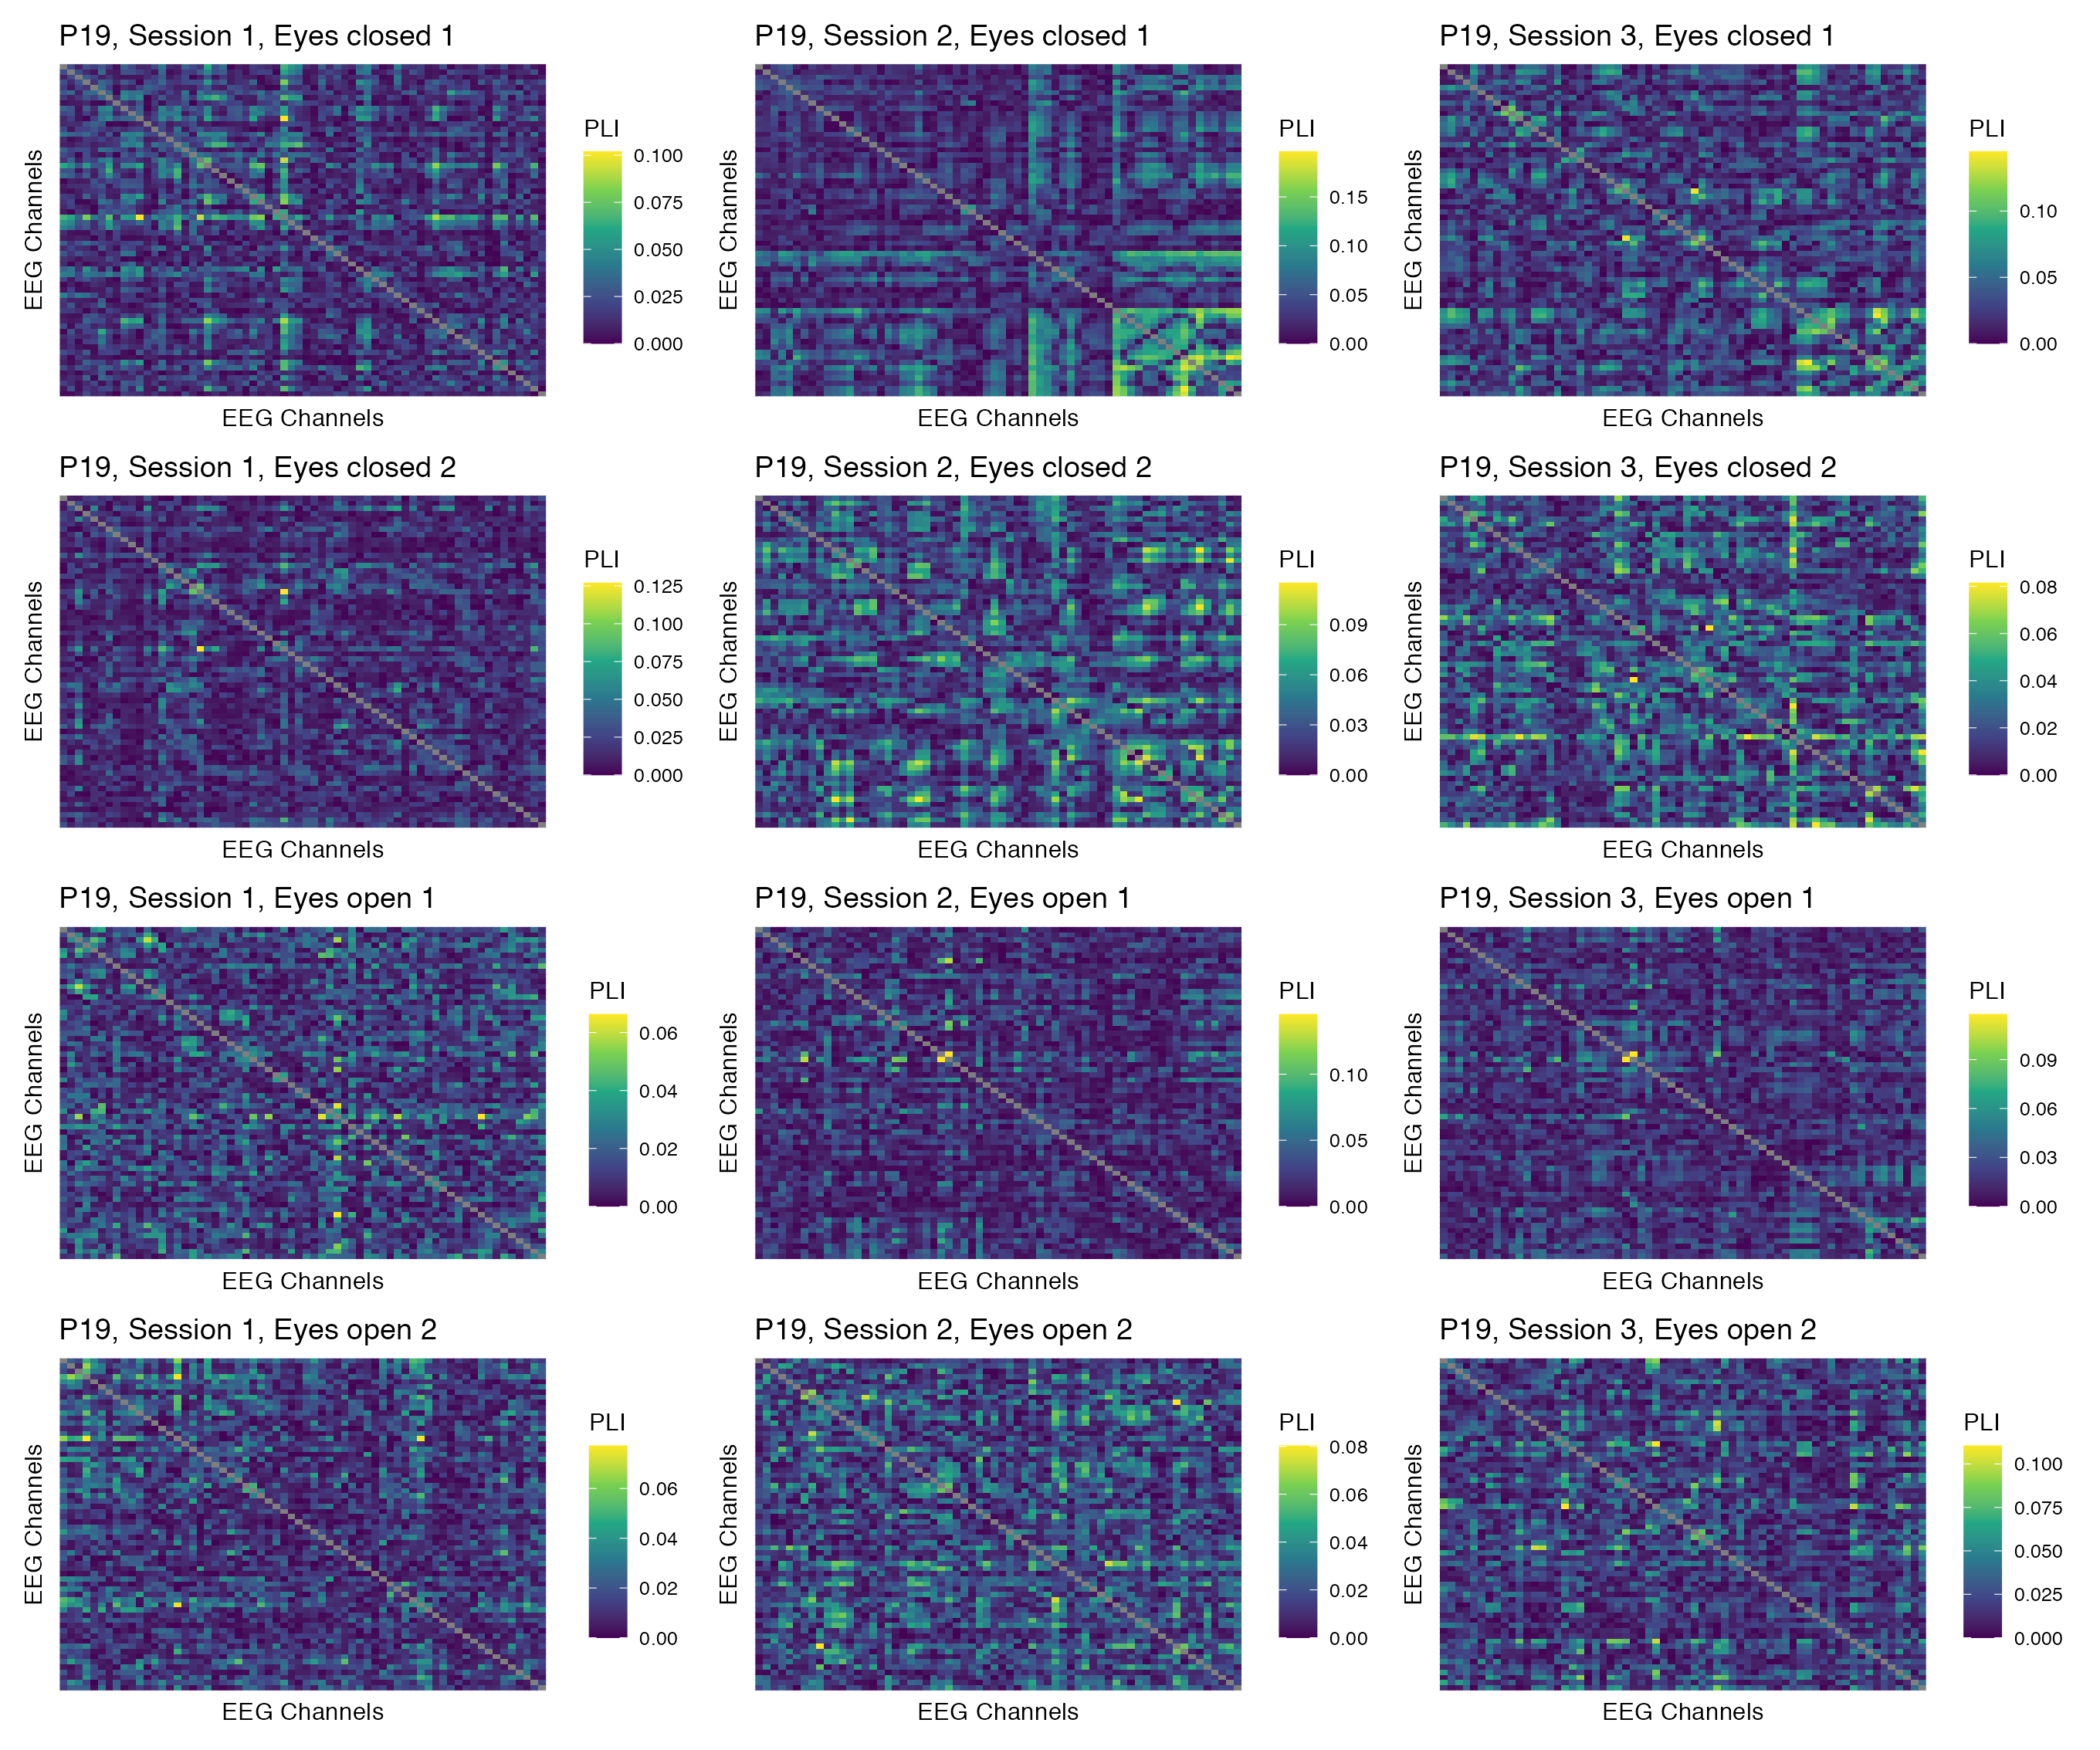 P19, Session 1, Eyes closed 1
P19, Session 2, Eyes closed 1
P19, Session 3, Eyes closed 1
EEG Channels
EEG Channels
PLI
0.100
0.075
0.050
0.025
0.000
EEG Channels
EEG Channels
PLI
0.15
0.10
0.05
0.00
EEG Channels
EEG Channels
PLI
0.10
0.05
0.00
P19, Session 1, Eyes closed 2
P19, Session 2, Eyes closed 2
P19, Session 3, Eyes closed 2
EEG Channels
EEG Channels
PLI
0.125
0.100
0.075
0.050
0.025
0.000
EEG Channels
EEG Channels
PLI
0.09
0.06
0.03
0.00
EEG Channels
EEG Channels
PLI
0.08
0.06
0.04
0.02
0.00
P19, Session 1, Eyes open 1
P19, Session 2, Eyes open 1
P19, Session 3, Eyes open 1
EEG Channels
EEG Channels
PLI
0.06
0.04
0.02
0.00
EEG Channels
EEG Channels
PLI
0.10
0.05
0.00
EEG Channels
EEG Channels
PLI
0.09
0.06
0.03
0.00
P19, Session 1, Eyes open 2
P19, Session 2, Eyes open 2
P19, Session 3, Eyes open 2
EEG Channels
EEG Channels
PLI
0.06
0.04
0.02
0.00
EEG Channels
EEG Channels
PLI
0.08
0.06
0.04
0.02
0.00
EEG Channels
EEG Channels
PLI
0.100
0.075
0.050
0.025
0.000